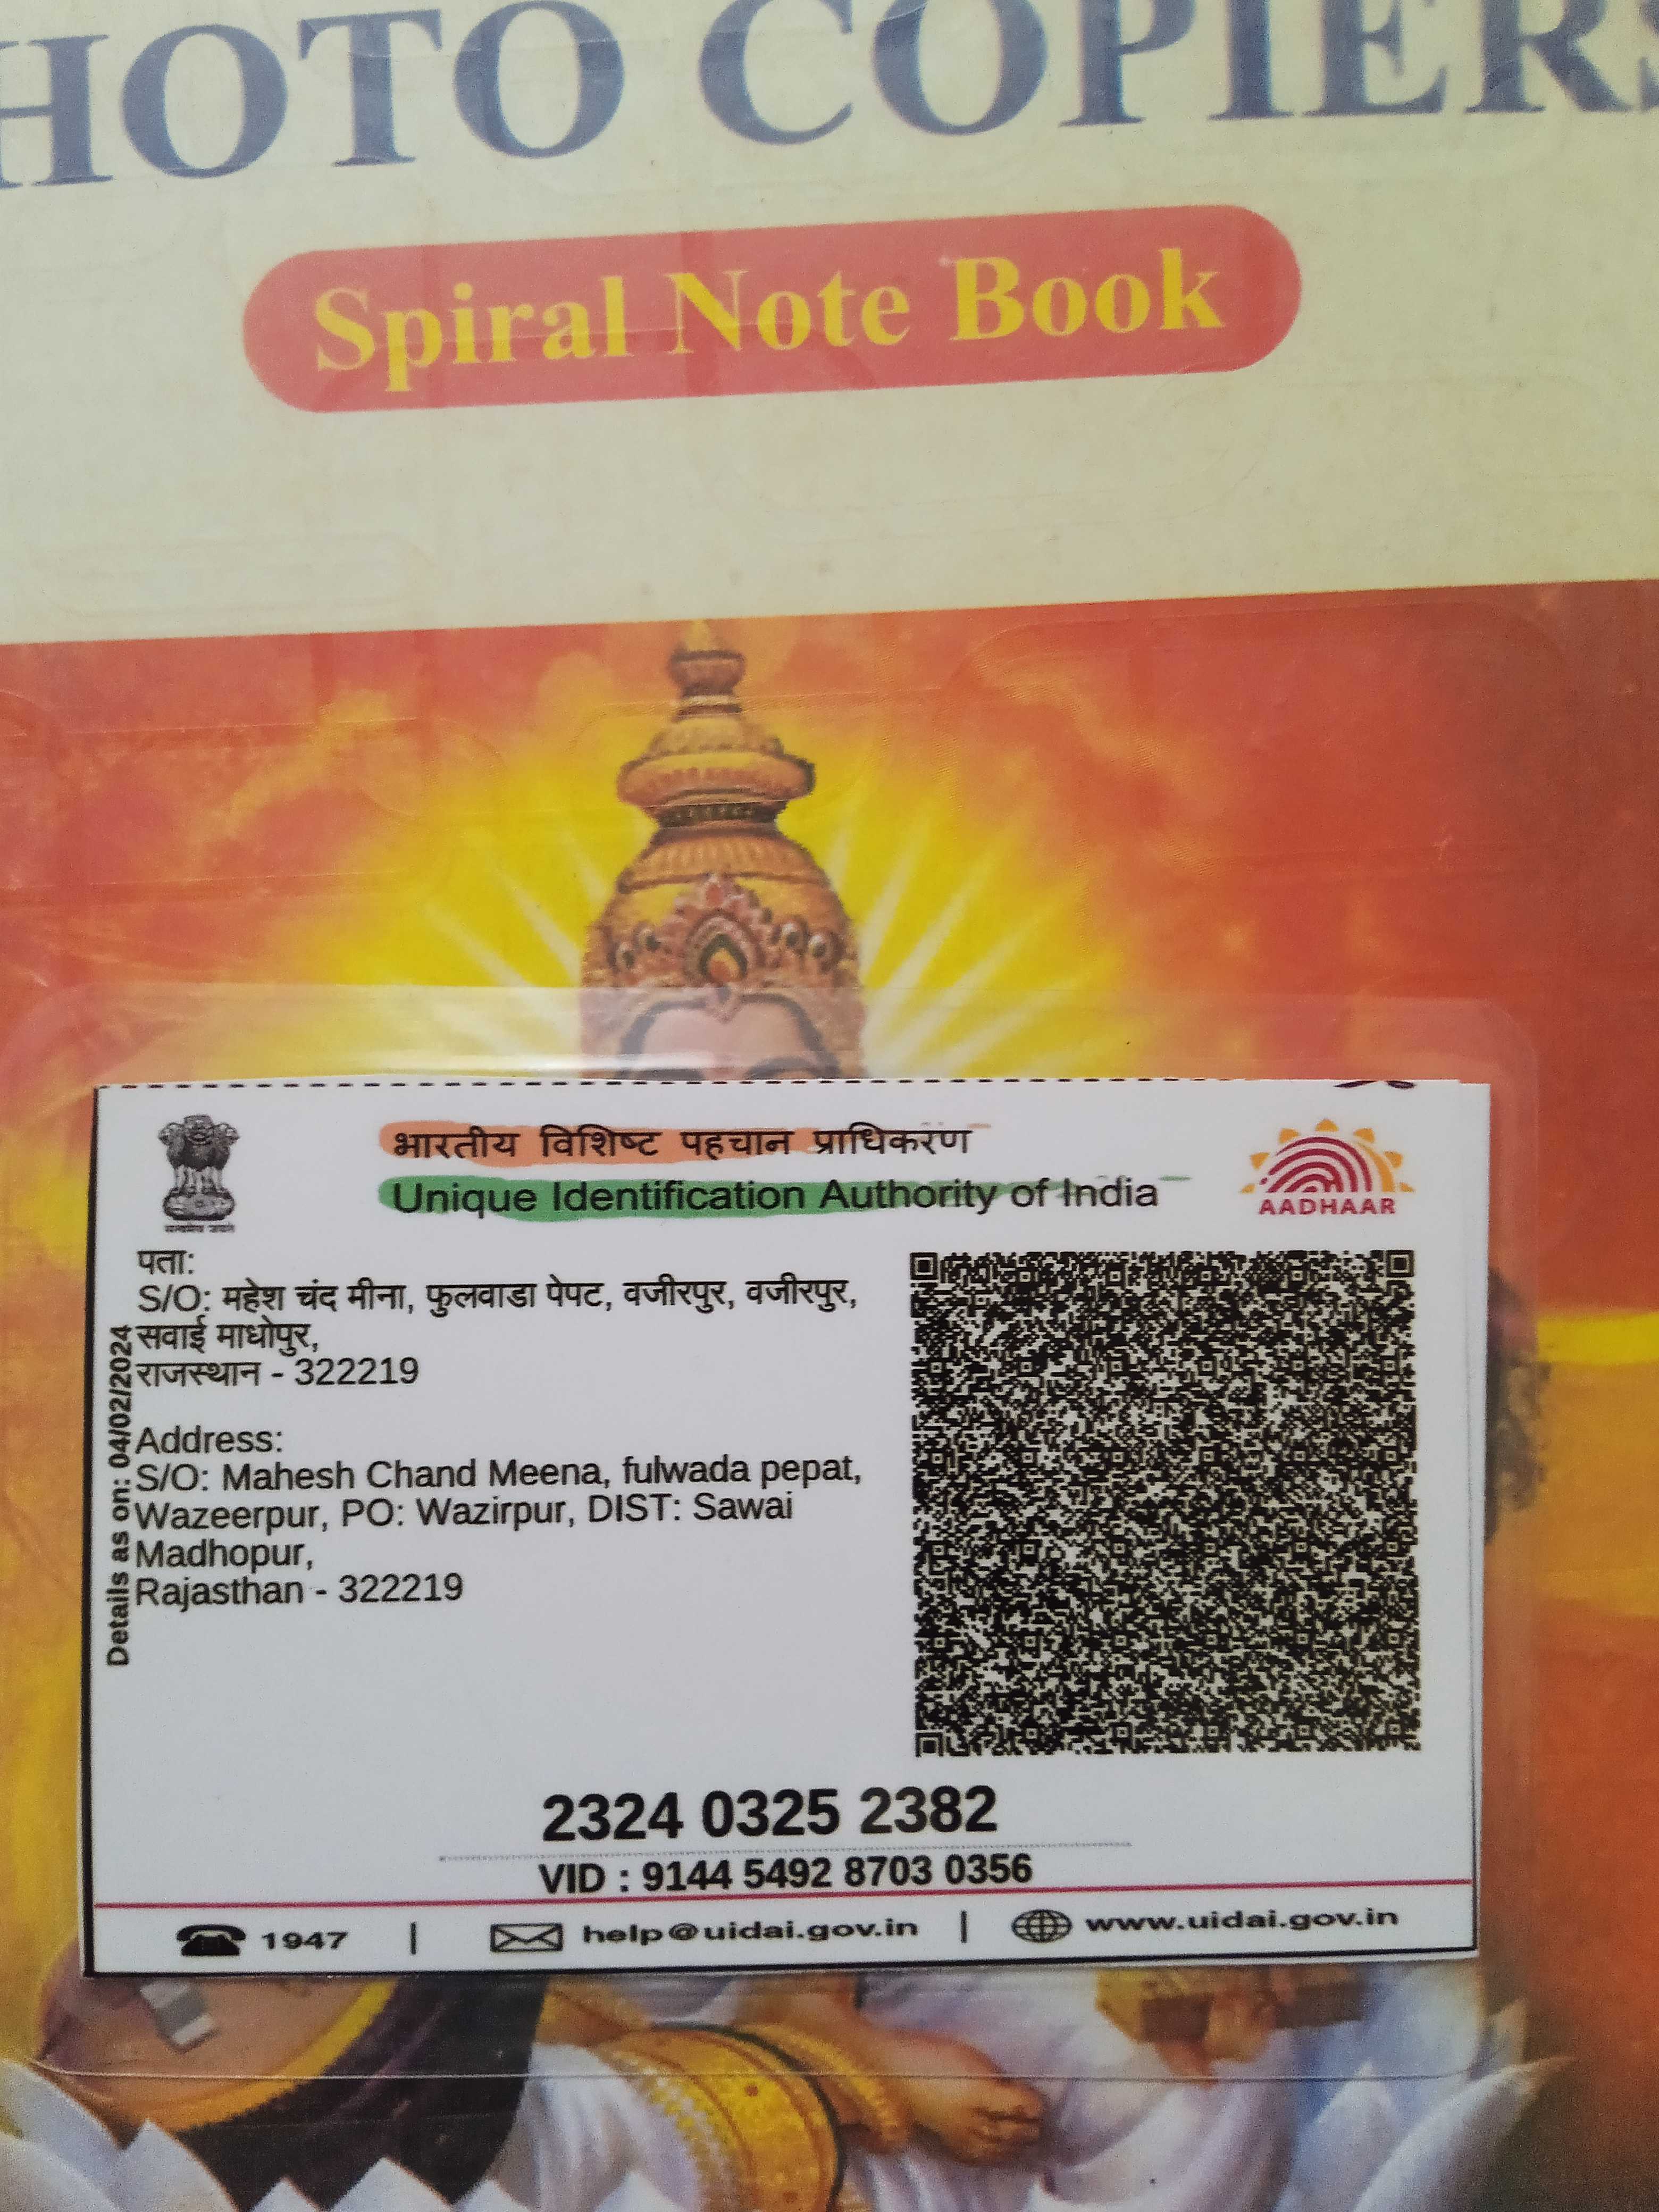 HOTO COPIERS
Spiral Note Book
भारतीय विशिष्ट पहचान प्राधिकरण
Unique Identification Authority of India
AADHAAR
पता:
S/O: महेश चंद मीना, फुलवाडा पेपट, वजीरपुर, वजीरपुर,
सवाई माधोपुर,
राजस्थान - 322219
Address:
S/O: Mahesh Chand Meena, fulwada pepat,
Wazeerpur, PO: Wazirpur, DIST: Sawai
Madhopur,
Rajasthan - 322219
Details as on: 04/02/2024
2324 0325 2382
VID : 9144 5492 8703 0356
1947 | help@uidai.gov.in | www.uidai.gov.in